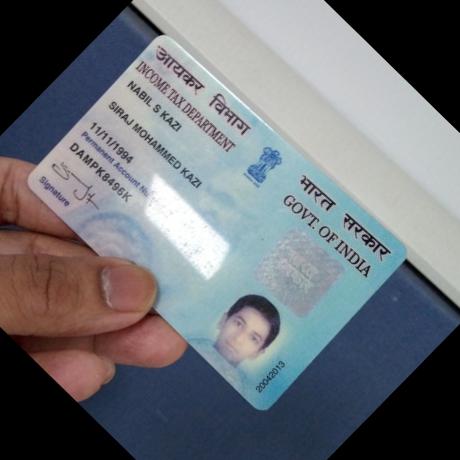 आयकर विभाग
INCOME TAX DEPARTMENT
भारत सरकार
GOVT. OF INDIA
NABIL S KAZI
SIRAJ MOHAMMED KAZI
11/11/1994
Permanent Account
DAMPK8496K
Signature
20042013